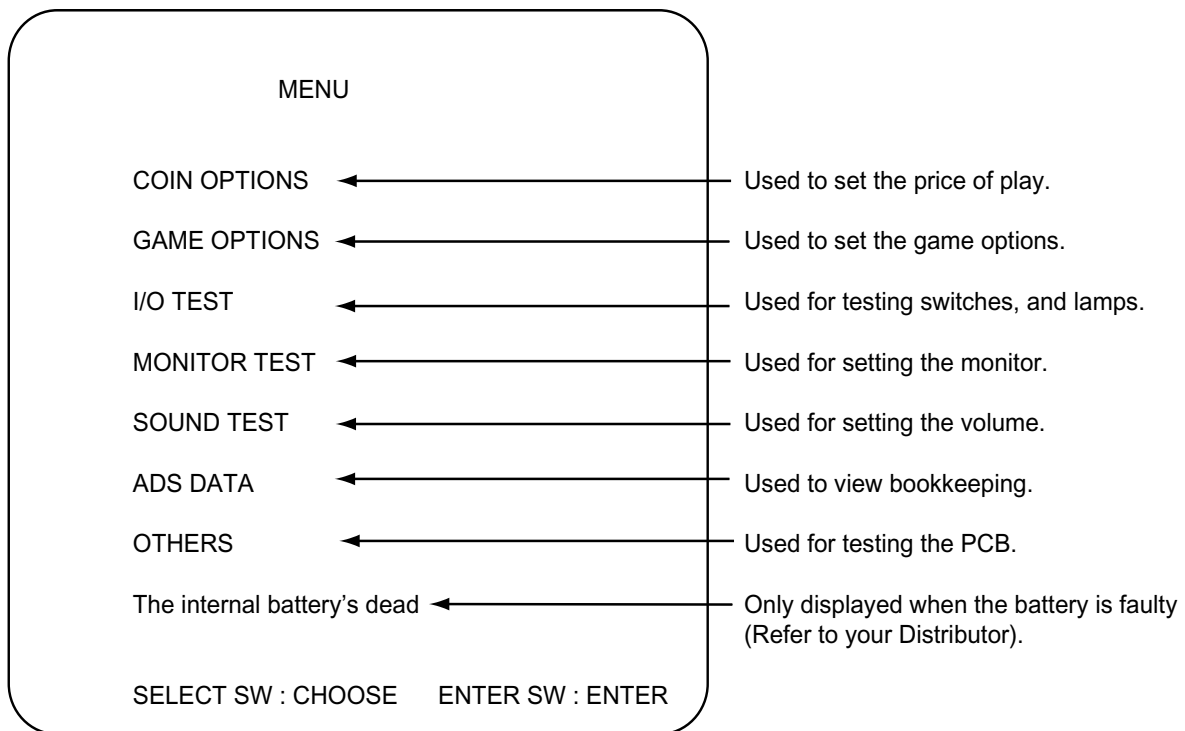 MENU
COIN OPTIONS Used to set the price of play.
GAME OPTIONS Used to set the game options.
I/O TEST Used for testing switches, and lamps.
MONITOR TEST Used for setting the monitor.
SOUND TEST Used for setting the volume.
ADS DATA Used to view bookkeeping.
OTHERS Used for testing the PCB.
The internal battery’s dead Only displayed when the battery is faulty
(Refer to your Distributor).
SELECT SW : CHOOSE ENTER SW : ENTER